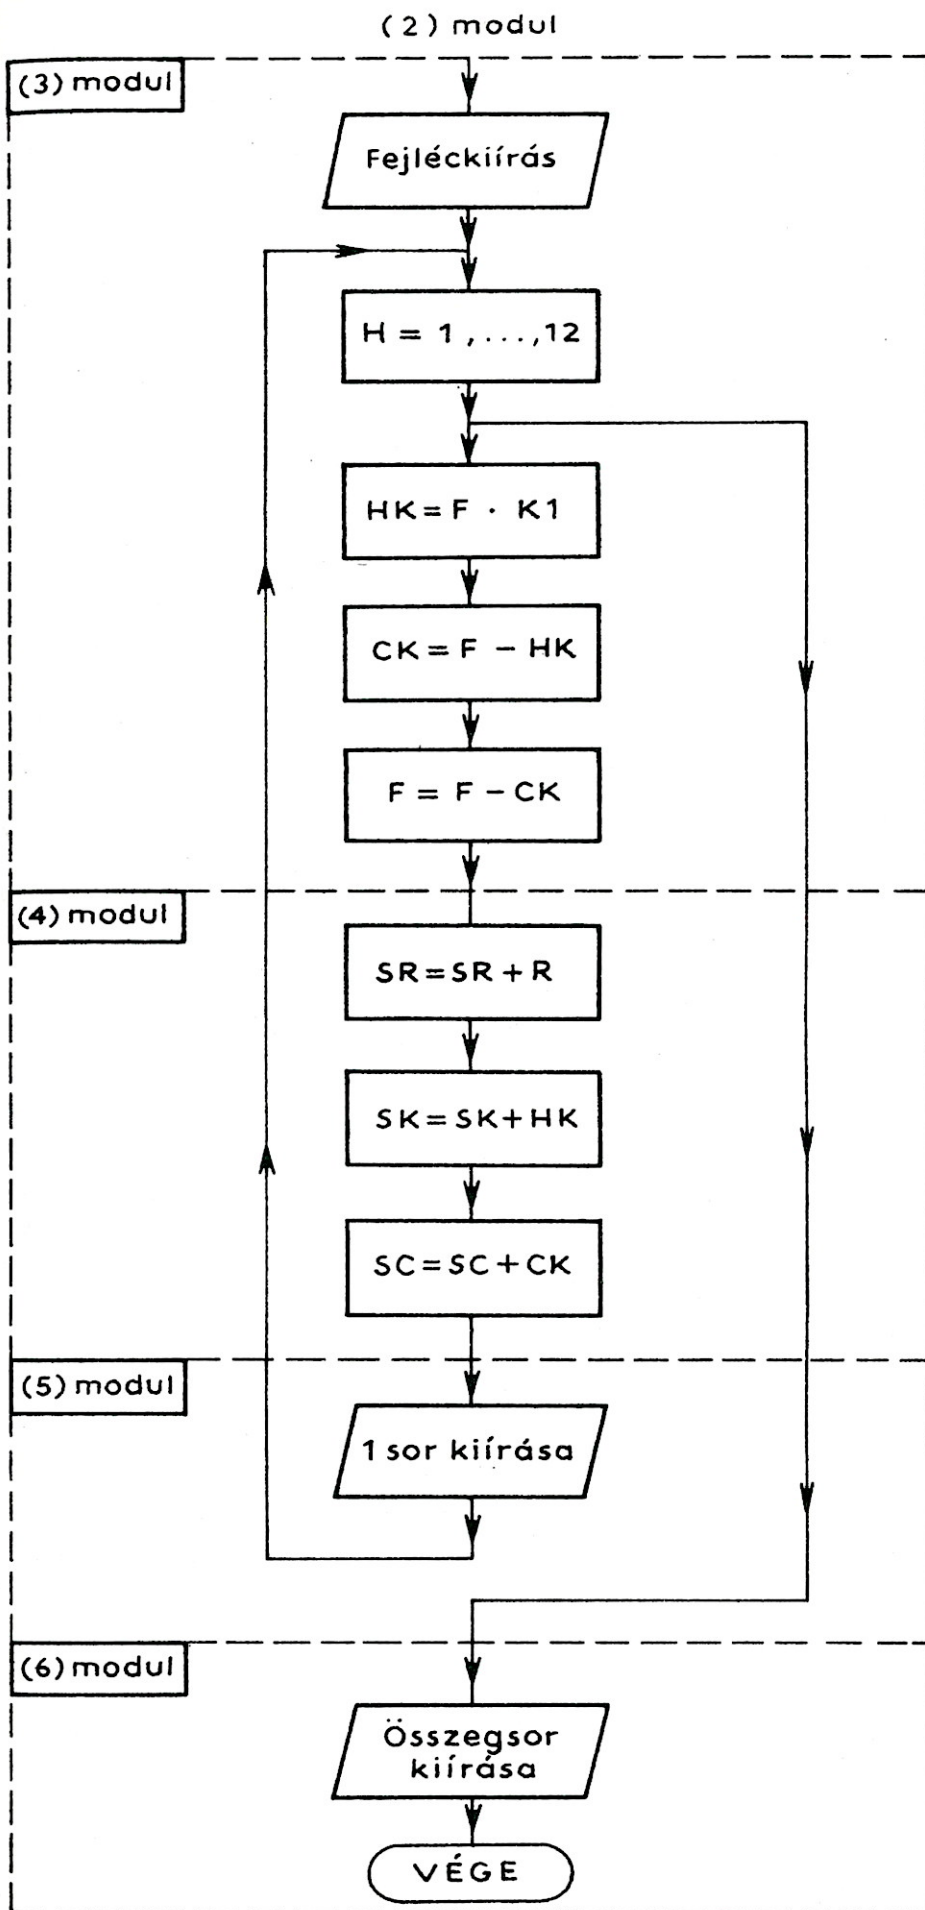 (2) modul
(3) modul
Fejléckiírás
H = 1 , ...,12
HK = F · K1
CK = F - HK
F = F - CK
(4) modul
SR = SR + R
SK = SK + HK
SC = SC + CK
(5) modul
1 sor kiírása
(6) modul
Összegsor
kiírása
VÉGE